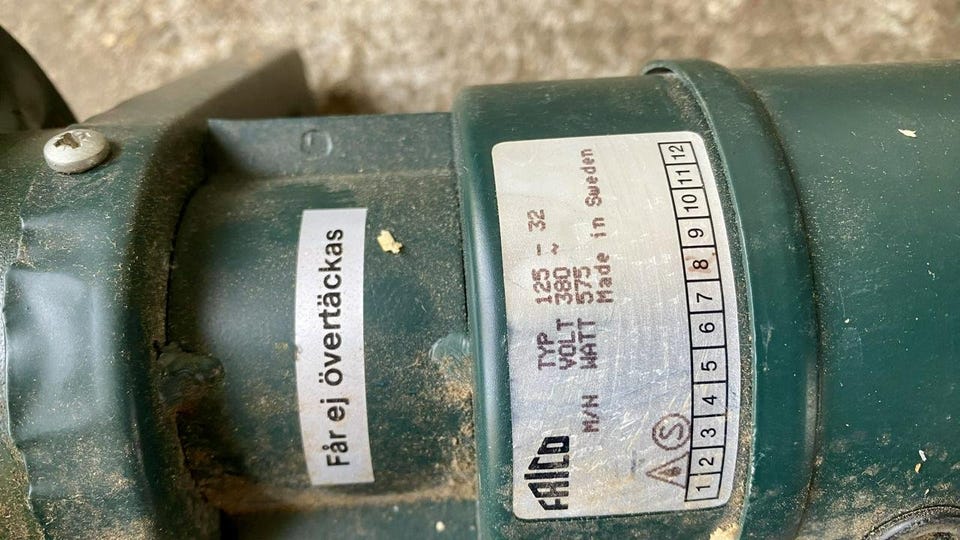 Får ej övertäckas
FRICO
TYP 125 - 32
VOLT 380 ~
M/N WATT 575
Made in Sweden
S
1 2 3 4 5 6 7 8 9 10 11 12